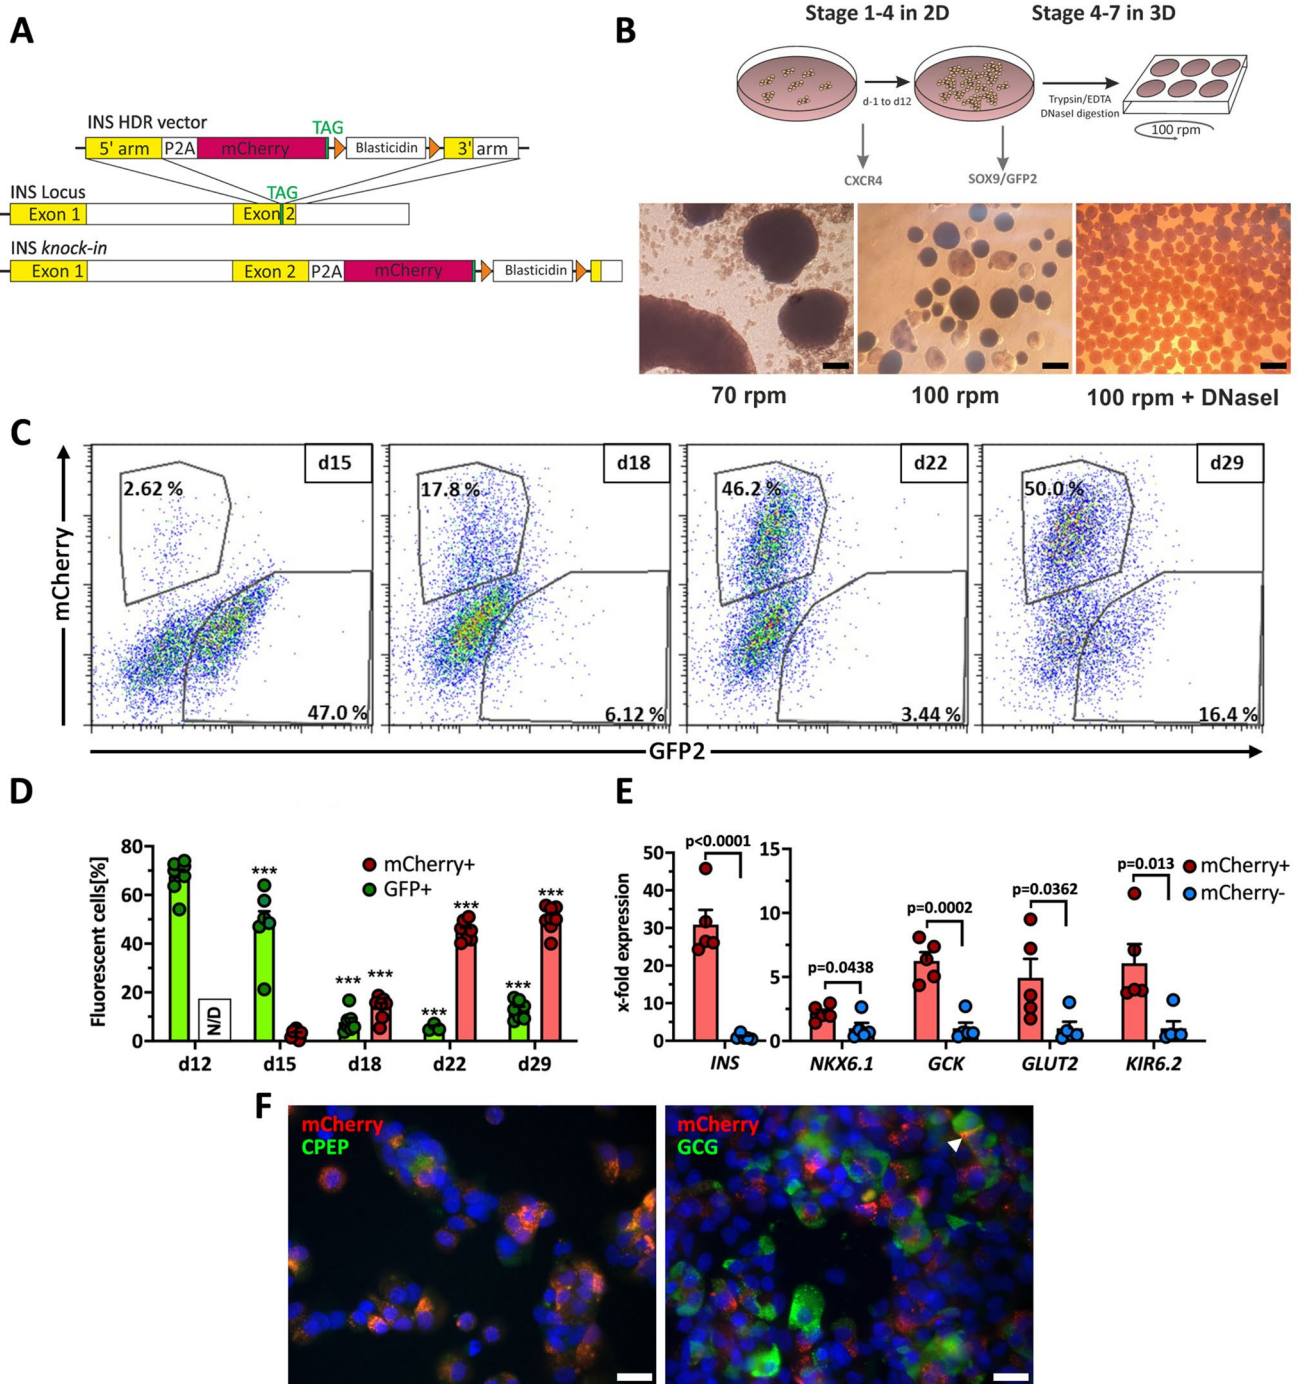 A
INS HDR vector
TAG
5' arm P2A mCherry Blasticidin 3' arm
INS Locus
TAG
Exon 1 Exon 2
INS knock-in
Exon 1 Exon 2 P2A mCherry Blasticidin
B
Stage 1-4 in 2D Stage 4-7 in 3D
d-1 to d12
Trypsin/EDTA
DNaseI digestion
100 rpm
CXCR4 SOX9/GFP2
70 rpm 100 rpm 100 rpm + DNaseI
C
mCherry
d15 d18 d22 d29
2.62 % 17.8 % 46.2 % 50.0 %
47.0 % 6.12 % 3.44 % 16.4 %
GFP2
D
Fluorescent cells[%]
80
60
40
20
0
*** *** *** *** *** *** ***
mCherry+
GFP+
N/D
d12 d15 d18 d22 d29
E
x-fold expression
50
40
30
20
10
0
15
10
5
0
p<0.0001
p=0.0438
p=0.0002
p=0.0362
p=0.013
mCherry+
mCherry-
INS NKX6.1 GCK GLUT2 KIR6.2
F
mCherry
CPEP
mCherry
GCG